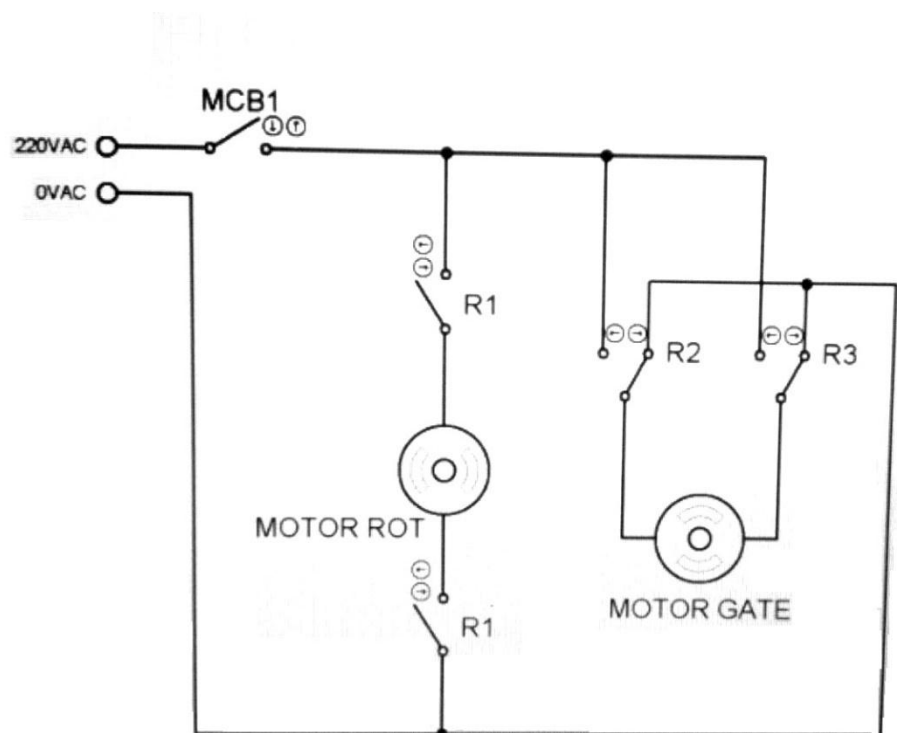 MCB1
220VAC
0VAC
R1
R2
R3
MOTOR ROT
MOTOR GATE
R1